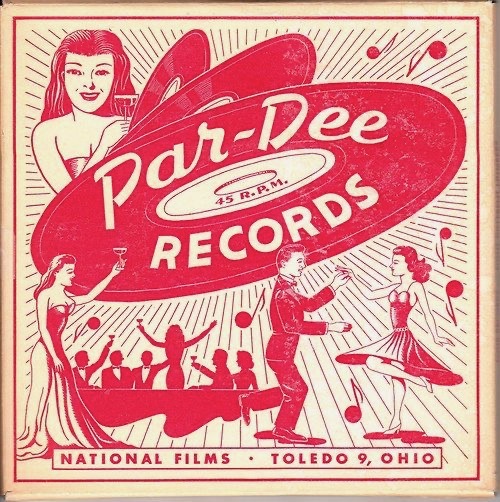 Par-Dee
45 R.P.M.
RECORDS
NATIONAL FILMS • TOLEDO 9, OHIO